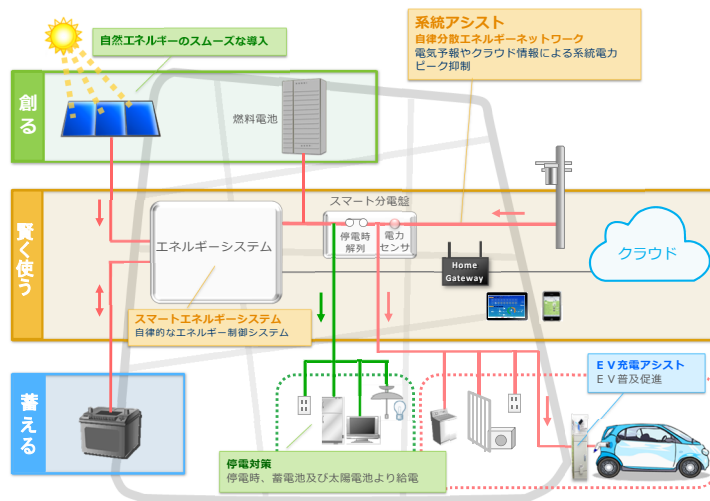 自然エネルギーのスムーズな導入
系統アシスト
自律分散エネルギーネットワーク
電気予報やクラウド情報による系統電力
ピーク抑制
創る
燃料電池
賢く使う
スマート分電盤
停電時
解列
電力
センサ
エネルギーシステム
Home
Gateway
クラウド
スマートエネルギーシステム
自律的なエネルギー制御システム
蓄える
ＥＶ充電アシスト
ＥＶ普及促進
停電対策
停電時、蓄電池及び太陽電池より給電